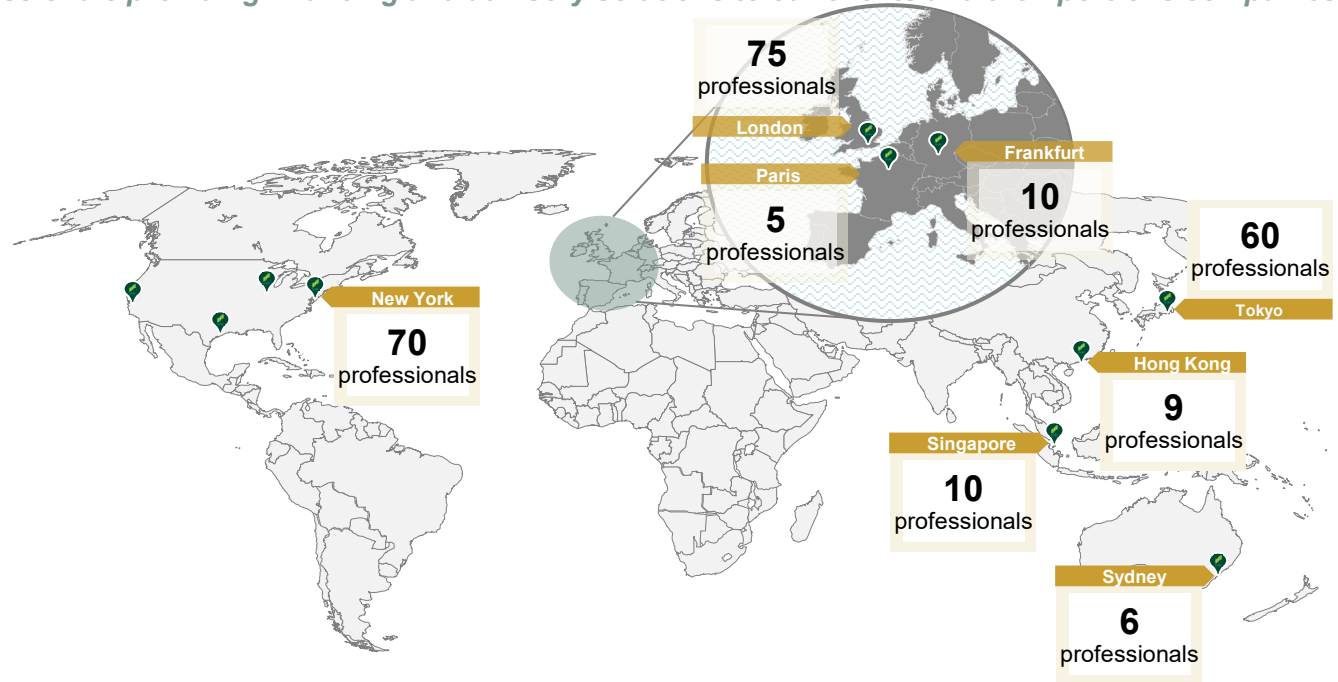 75
professionals
London
Paris
5
professionals
Frankfurt
10
professionals
60
professionals
Tokyo
New York
70
professionals
Hong Kong
9
professionals
Singapore
10
professionals
Sydney
6
professionals